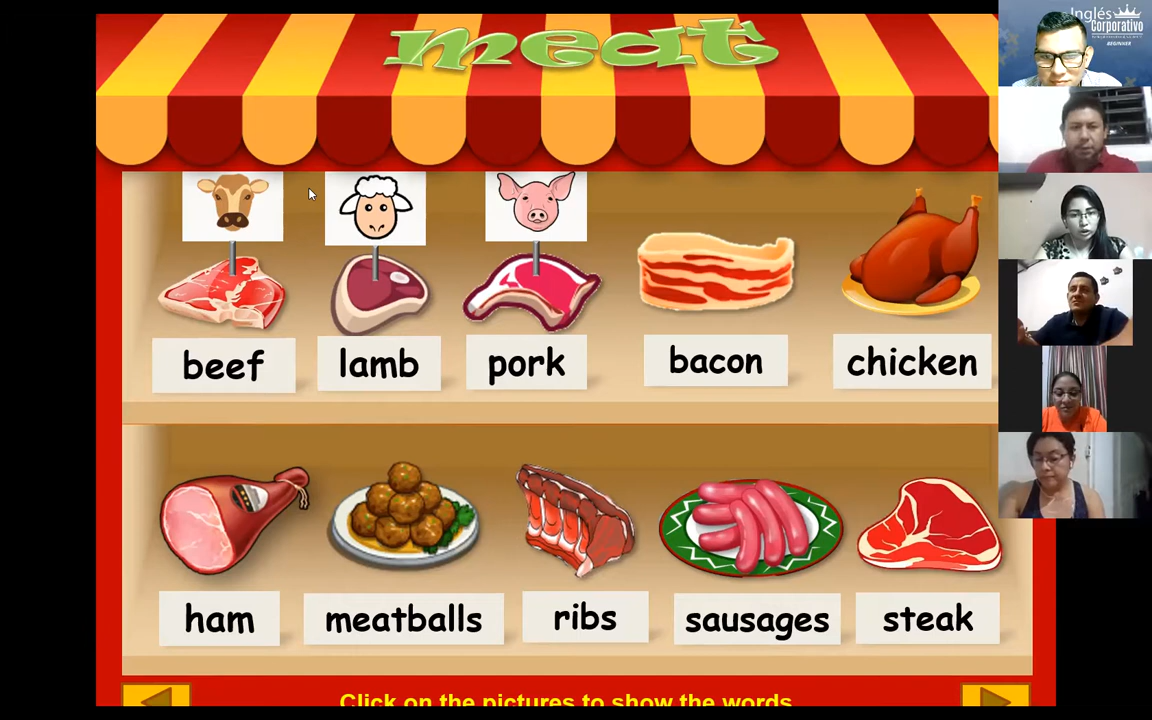 meat
Inglés
Corporativo
BEGINNER
beef lamb pork bacon chicken
ham meatballs ribs sausages steak
Click on the pictures to show the words